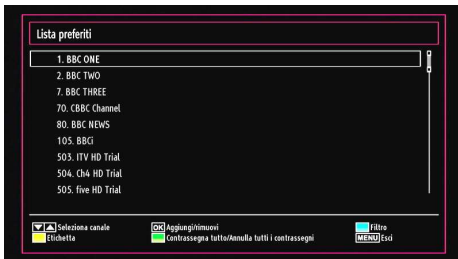 Lista preferiti
1. BBC ONE
2. BBC TWO
7. BBC THREE
70. CBBC Channel
80. BBC NEWS
105. BBCi
503. ITV HD Trial
504. Ch4 HD Trial
505. five HD Trial
Seleziona canale OK Aggiungi/rimuovi Filtro
Etichetta Contrassegna tutto/Annulla tutti i contrassegni MENU Esci